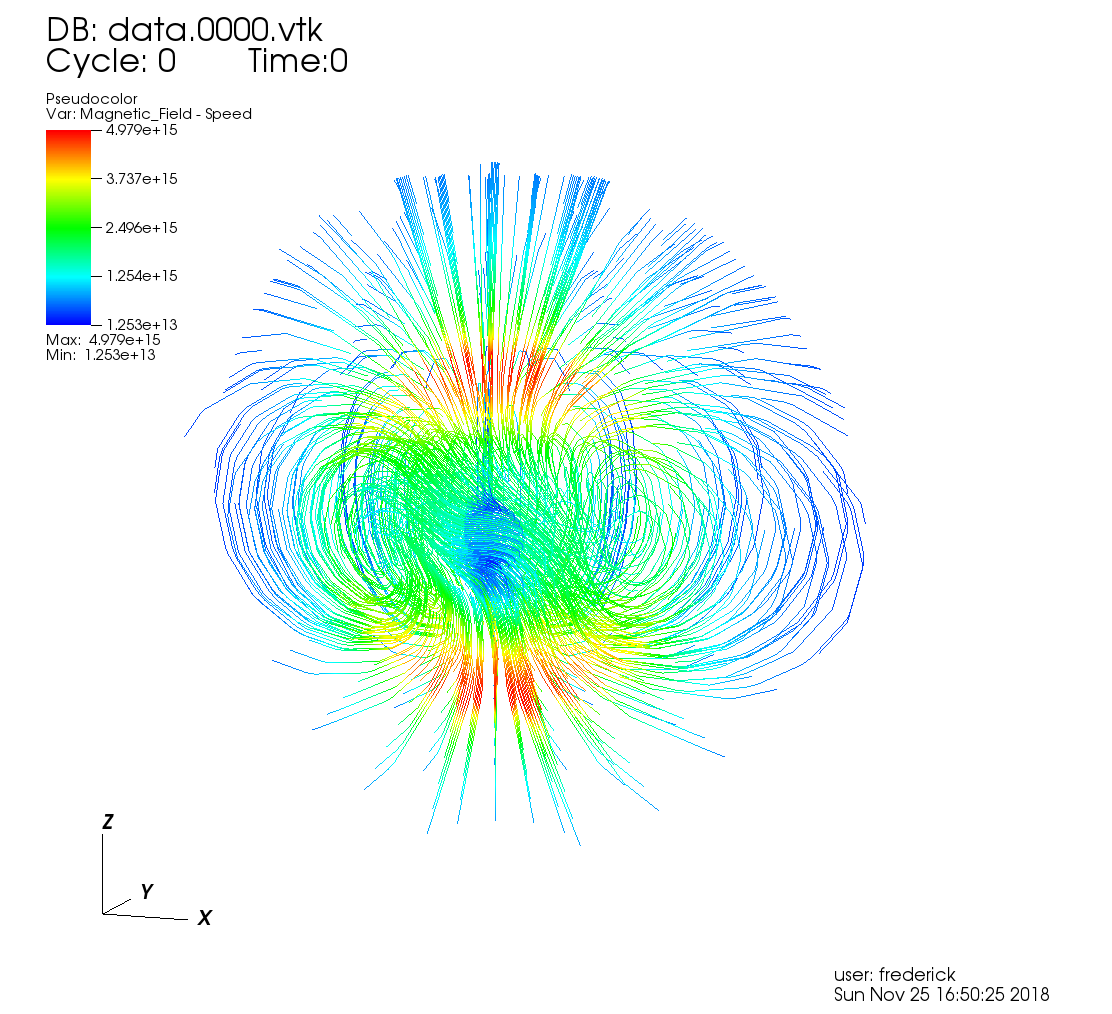 DB: data.0000.vtk
Cycle: 0 Time:0
Pseudocolor
Var: Magnetic_Field - Speed
4.979e+15
3.737e+15
2.496e+15
1.254e+15
1.253e+13
Max: 4.979e+15
Min: 1.253e+13
Z
Y
X
user: frederick
Sun Nov 25 16:50:25 2018